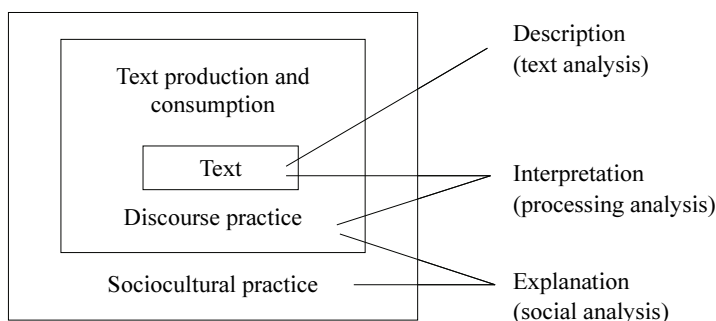 Text production and
consumption
Text
Discourse practice
Sociocultural practice
Description
(text analysis)
Interpretation
(processing analysis)
Explanation
(social analysis)